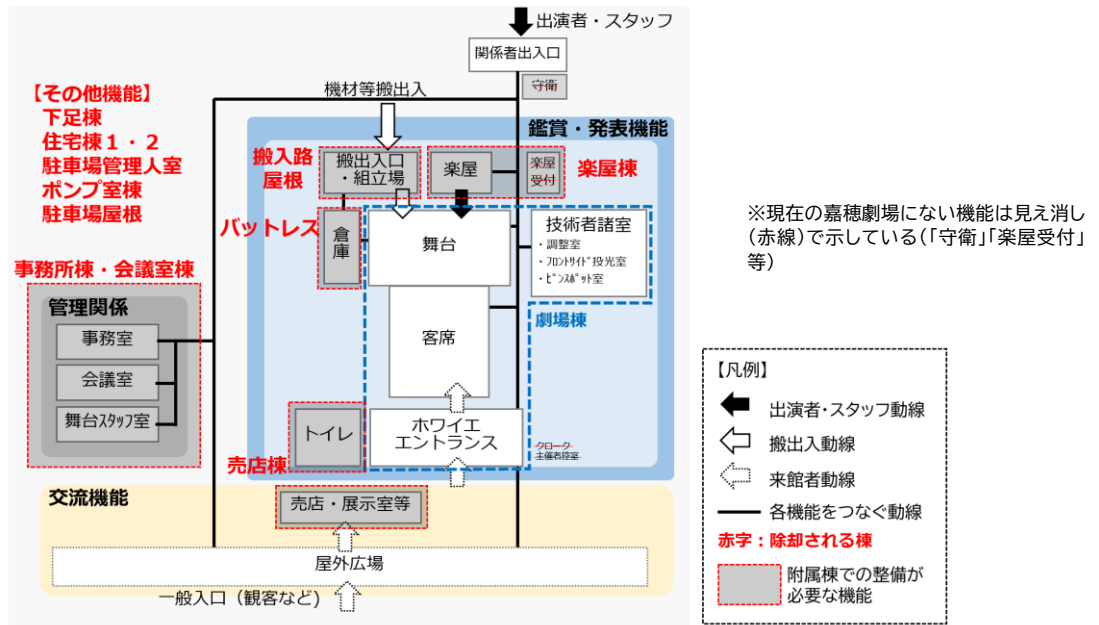 出演者・スタッフ
関係者出入口
守衛
機材等搬出入
【その他機能】
下足棟
住宅棟1・2
駐車場管理人室
ポンプ室棟
駐車場屋根
鑑賞・発表機能
搬入路
屋根
搬出入口
・組立場
楽屋
楽屋
受付
楽屋棟
バットレス
倉
庫
舞台
技術者諸室
・調整室
・フロントサイド投光室
・ピンスポット室
※現在の嘉穂劇場にない機能は見え消し
(赤線)で示している(「守衛」「楽屋受付」
等)
事務所棟・会議室棟
管理関係
事務室
会議室
舞台スタッフ室
劇場棟
客席
トイレ
ホワイエ
エントランス
クローク
主催者控室
売店棟
交流機能
売店・展示室等
屋外広場
一般入口（観客など)
【凡例】
出演者・スタッフ動線
搬出入動線
来館者動線
各機能をつなぐ動線
赤字：除却される棟
附属棟での整備が
必要な機能